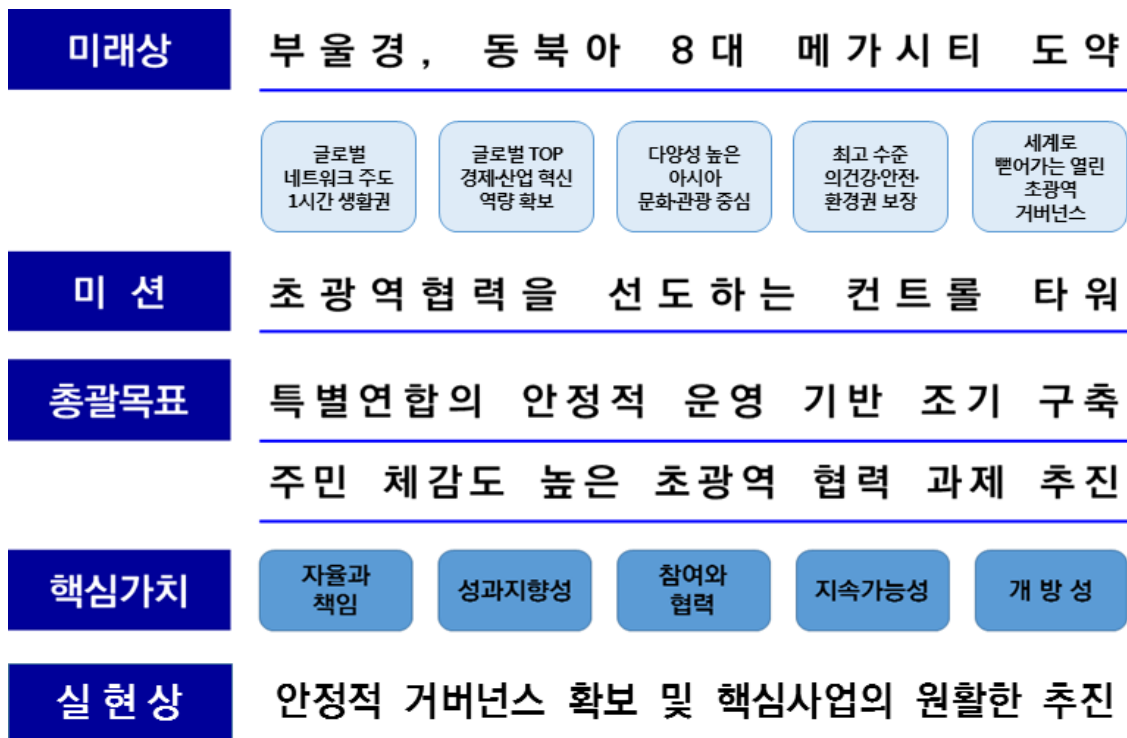 미래상
부울경, 동북아 8대 메가시티 도약
글로벌
네트워크 주도
1시간 생활권
글로벌 TOP
경제·산업 혁신
역량 확보
다양성 높은
아시아
문화·관광 중심
최고 수준
의건강·안전·
환경권 보장
세계로
뻗어가는 열린
초광역
거버넌스
미 션
초광역협력을 선도하는 컨트롤 타워
총괄목표
특별연합의 안정적 운영 기반 조기 구축
주민 체감도 높은 초광역 협력 과제 추진
핵심가치
자율과
책임
성과지향성
참여와
협력
지속가능성
개 방 성
실 현 상
안정적 거버넌스 확보 및 핵심사업의 원활한 추진